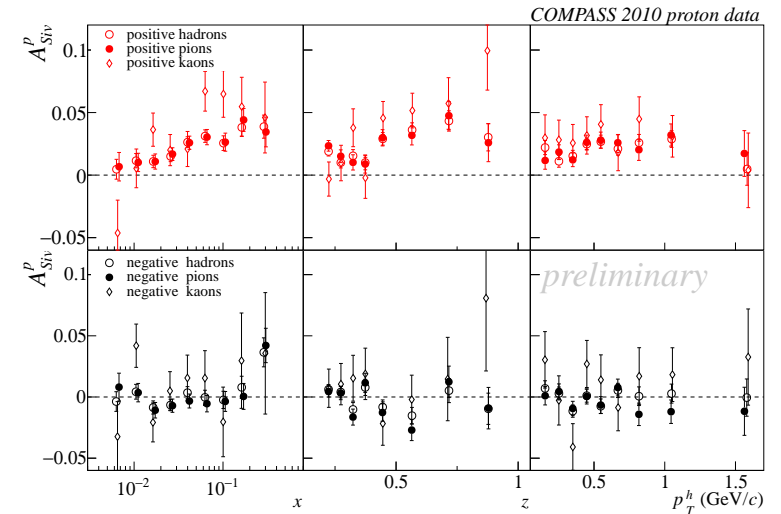 COMPASS 2010 proton data
A^p_Siv
0.1
0.05
0
−0.05
positive hadrons
positive pions
positive kaons
A^p_Siv
0.1
0.05
0
−0.05
negative hadrons
negative pions
negative kaons
preliminary
10^−2 10^−1 0.5 1 0.5 1 1.5
x z p^h_T (GeV/c)